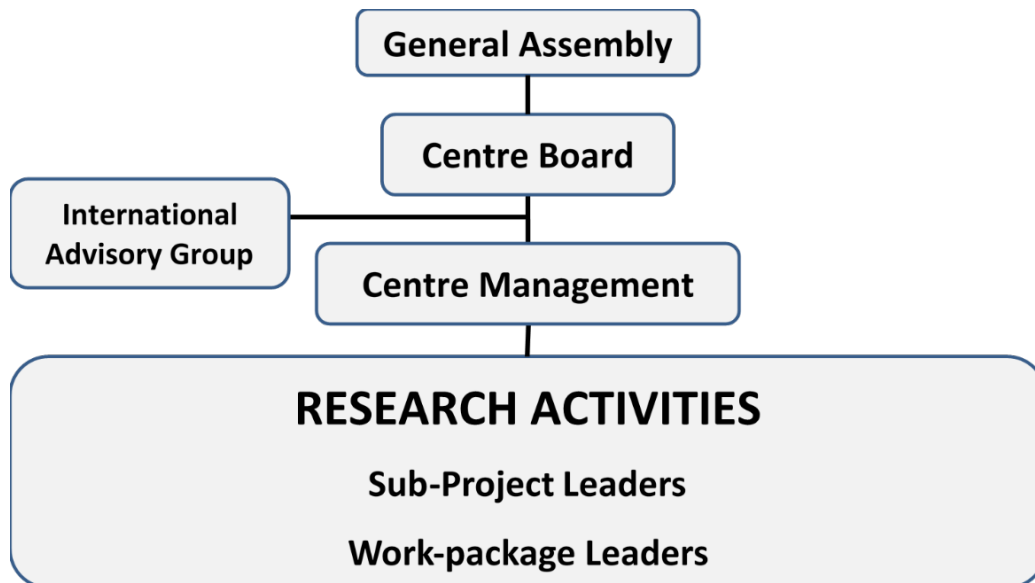 General Assembly
Centre Board
International
Advisory Group
Centre Management
RESEARCH ACTIVITIES
Sub-Project Leaders
Work-package Leaders